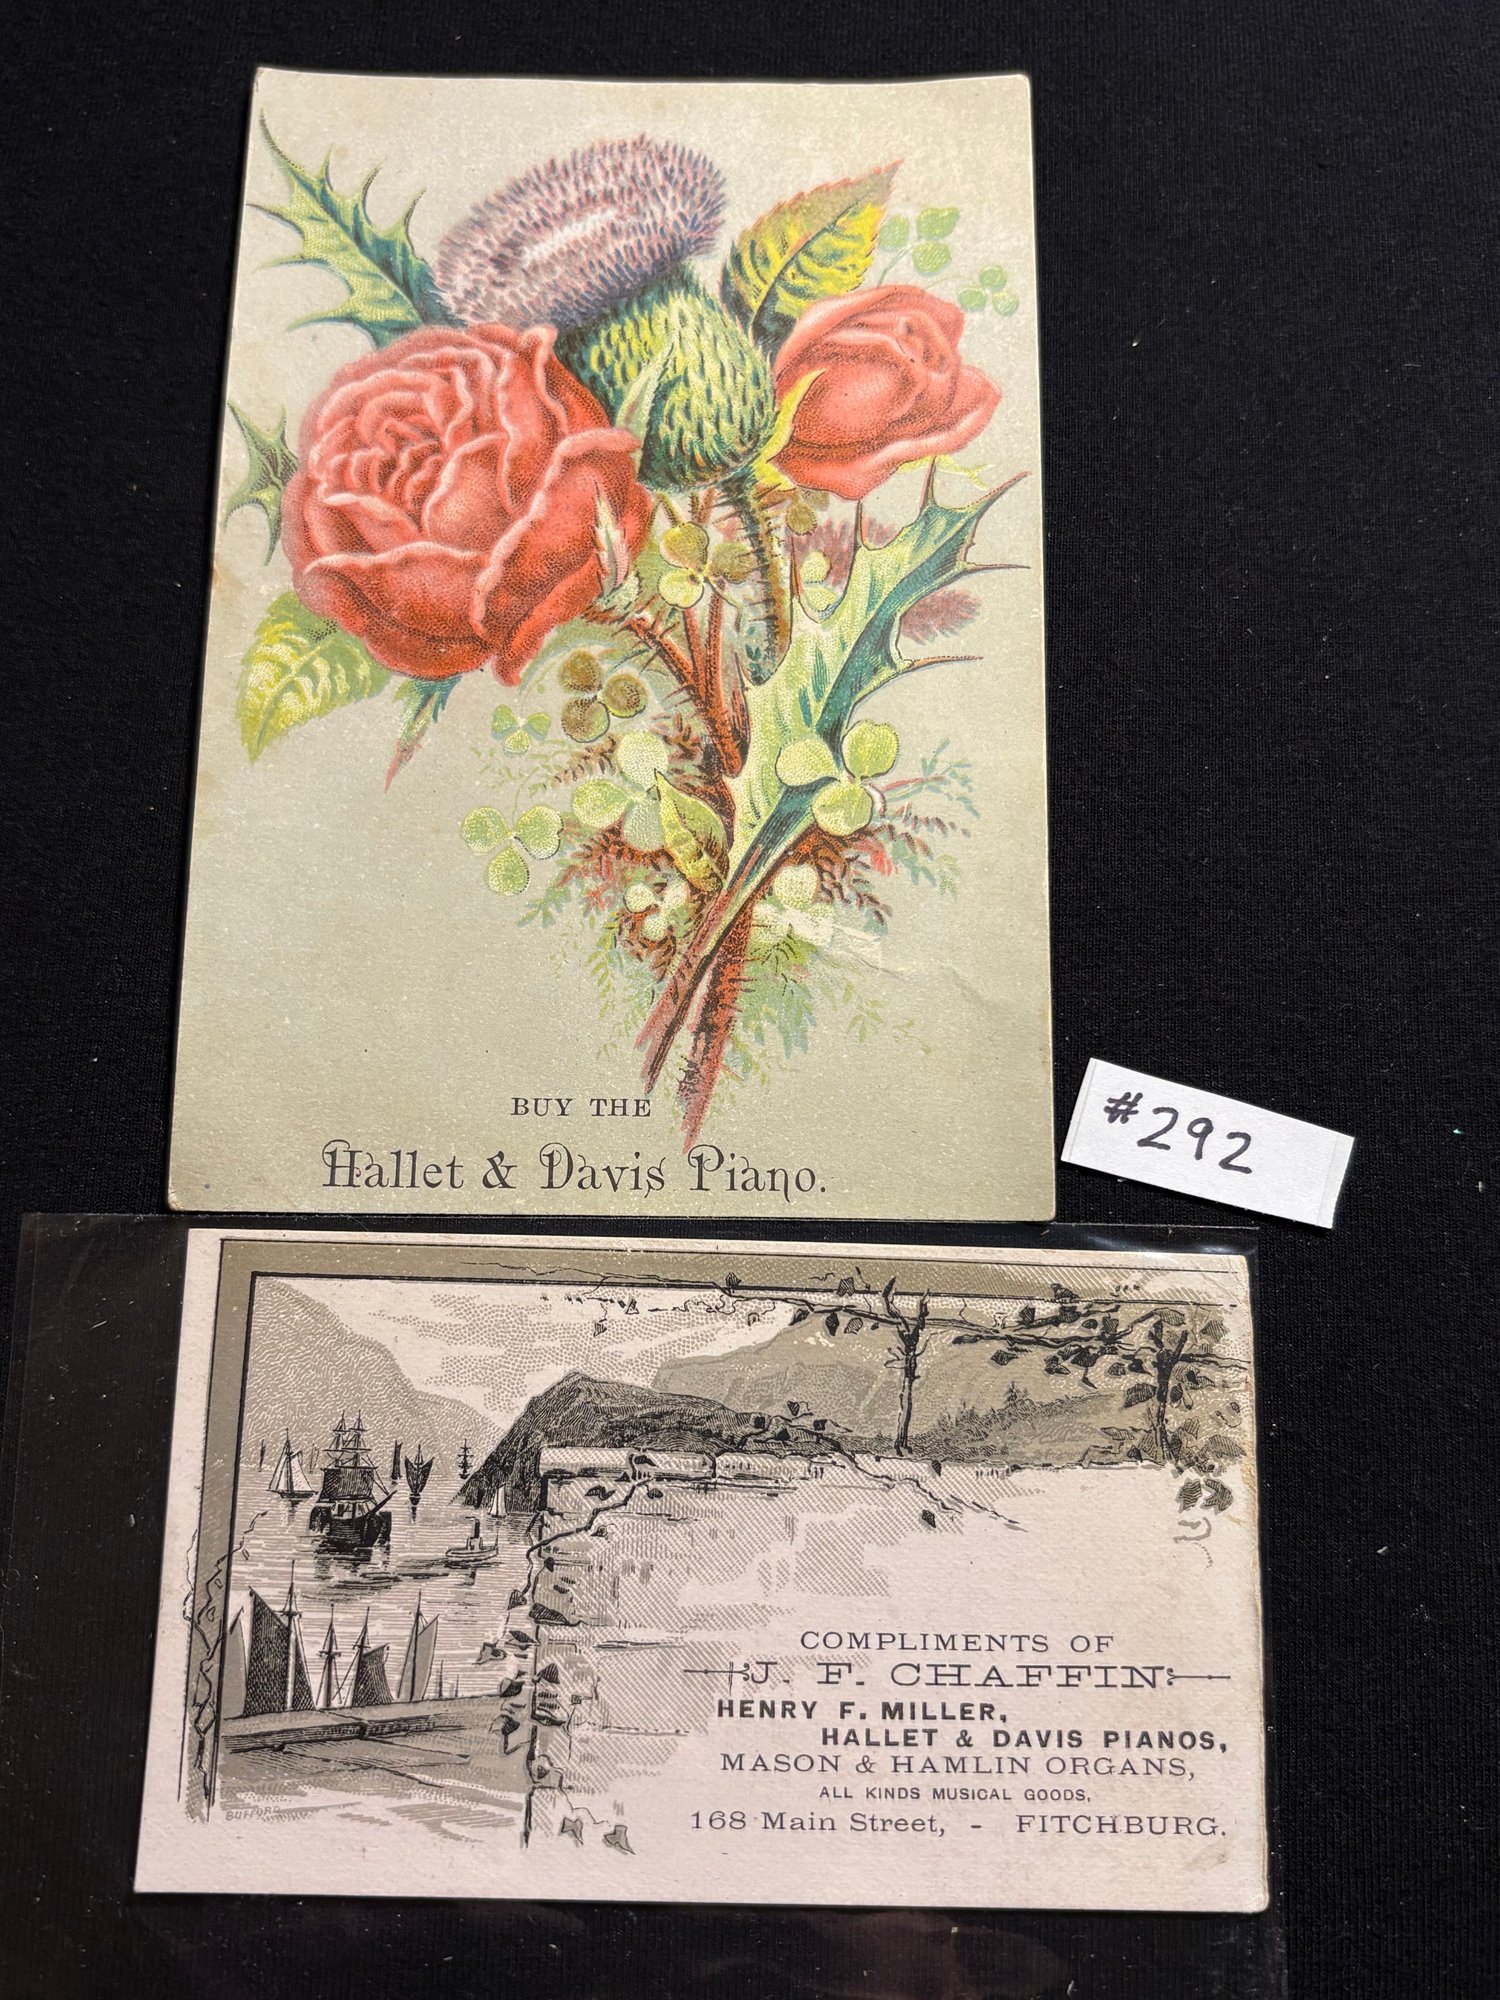 BUY THE
Hallet & Davis Piano.
#292
COMPLIMENTS OF
J. F. CHAFFIN
HENRY F. MILLER,
HALLET & DAVIS PIANOS,
MASON & HAMLIN ORGANS,
ALL KINDS MUSICAL GOODS,
168 Main Street, - FITCHBURG.
BUFFORD